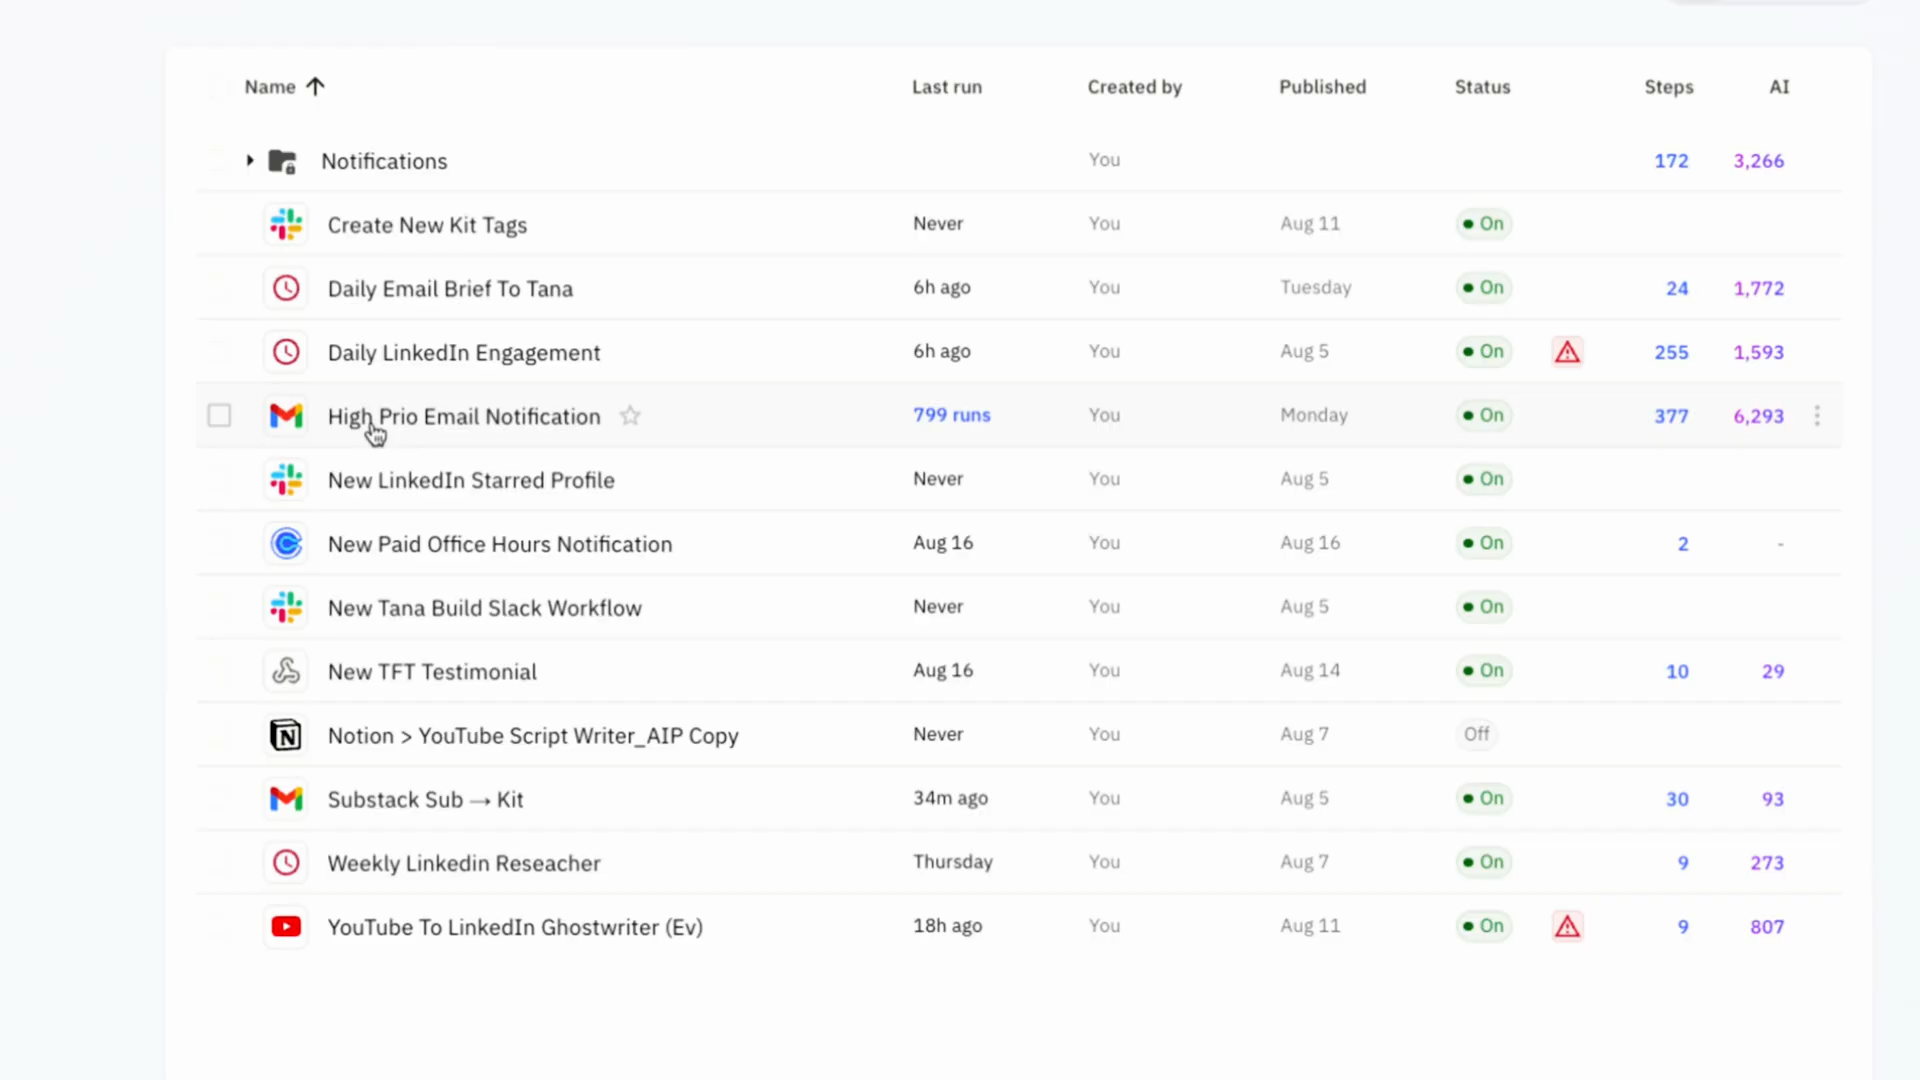 Name ↑ Last run Created by Published Status Steps AI
Notifications You 172 3,266
Create New Kit Tags Never You Aug 11 On
Daily Email Brief To Tana 6h ago You Tuesday On 24 1,772
Daily LinkedIn Engagement 6h ago You Aug 5 On 255 1,593
High Prio Email Notification 799 runs You Monday On 377 6,293
New LinkedIn Starred Profile Never You Aug 5 On
New Paid Office Hours Notification Aug 16 You Aug 16 On 2 -
New Tana Build Slack Workflow Never You Aug 5 On
New TFT Testimonial Aug 16 You Aug 14 On 10 29
Notion > YouTube Script Writer_AIP Copy Never You Aug 7 Off
Substack Sub → Kit 34m ago You Aug 5 On 30 93
Weekly Linkedin Reseacher Thursday You Aug 7 On 9 273
YouTube To LinkedIn Ghostwriter (Ev) 18h ago You Aug 11 On 9 807